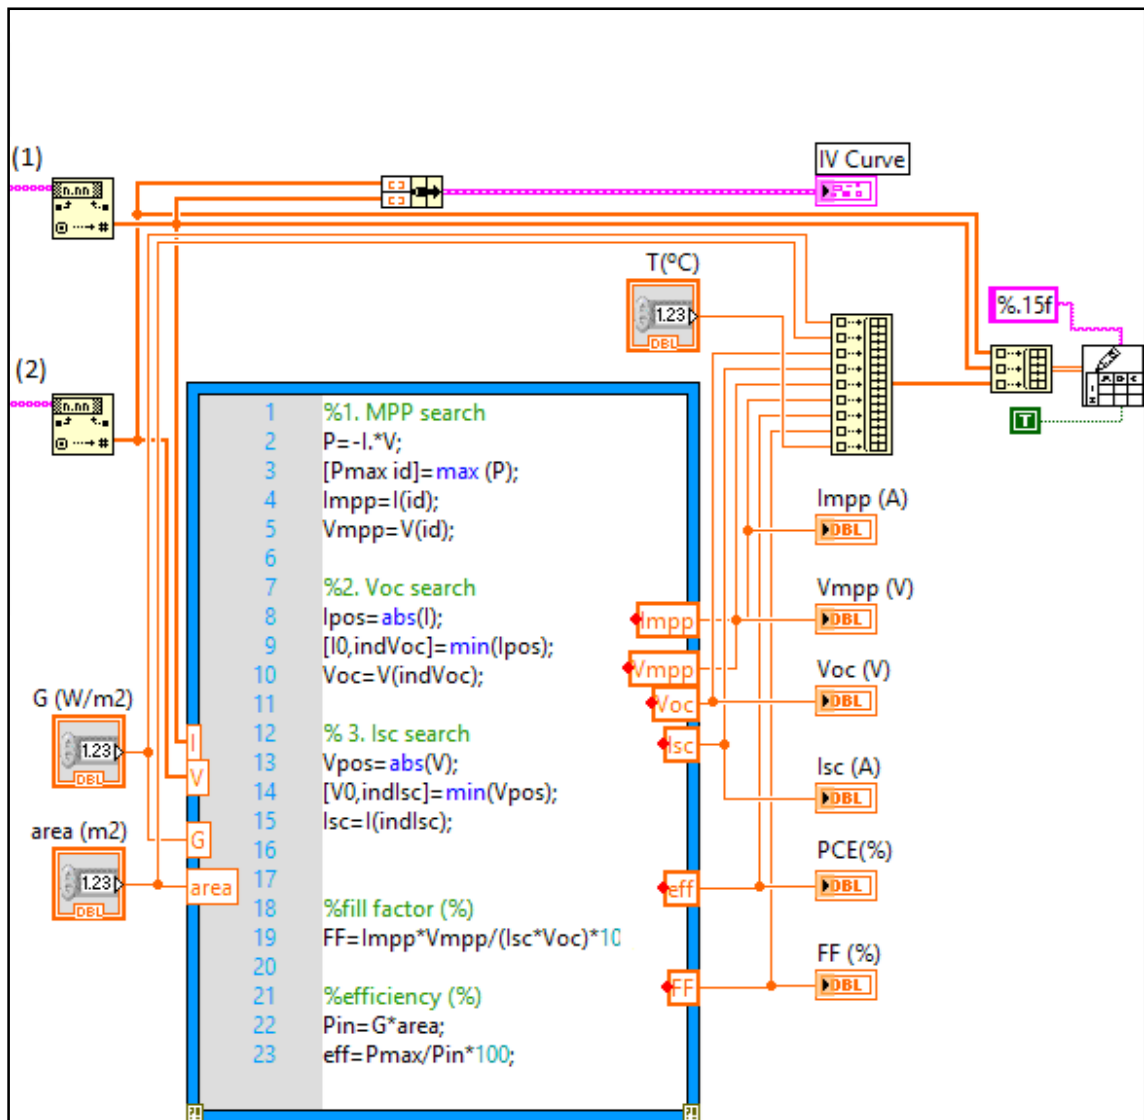 (1)
n.nn
#
IV Curve
T(ºC)
1.23
DBL
%.15f
(2)
n.nn
#
T
1 %1. MPP search
2 P=-I.*V;
3 [Pmax id]=max (P);
4 Impp=I(id);
5 Vmpp=V(id);
6
7 %2. Voc search
8 Ipos=abs(I);
9 [I0,indVoc]=min(Ipos);
10 Voc=V(indVoc);
11
12 % 3. Isc search
13 Vpos=abs(V);
14 [V0,indIsc]=min(Vpos);
15 Isc=I(indIsc);
16
17
18 %fill factor (%)
19 FF=Impp*Vmpp/(Isc*Voc)*10
20
21 %efficiency (%)
22 Pin=G*area;
23 eff=Pmax/Pin*100;
G (W/m2)
1.23
DBL
area (m2)
1.23
DBL
I
V
G
area
Impp
Vmpp
Voc
Isc
eff
FF
Impp (A)
DBL
Vmpp (V)
DBL
Voc (V)
DBL
Isc (A)
DBL
PCE(%)
DBL
FF (%)
DBL